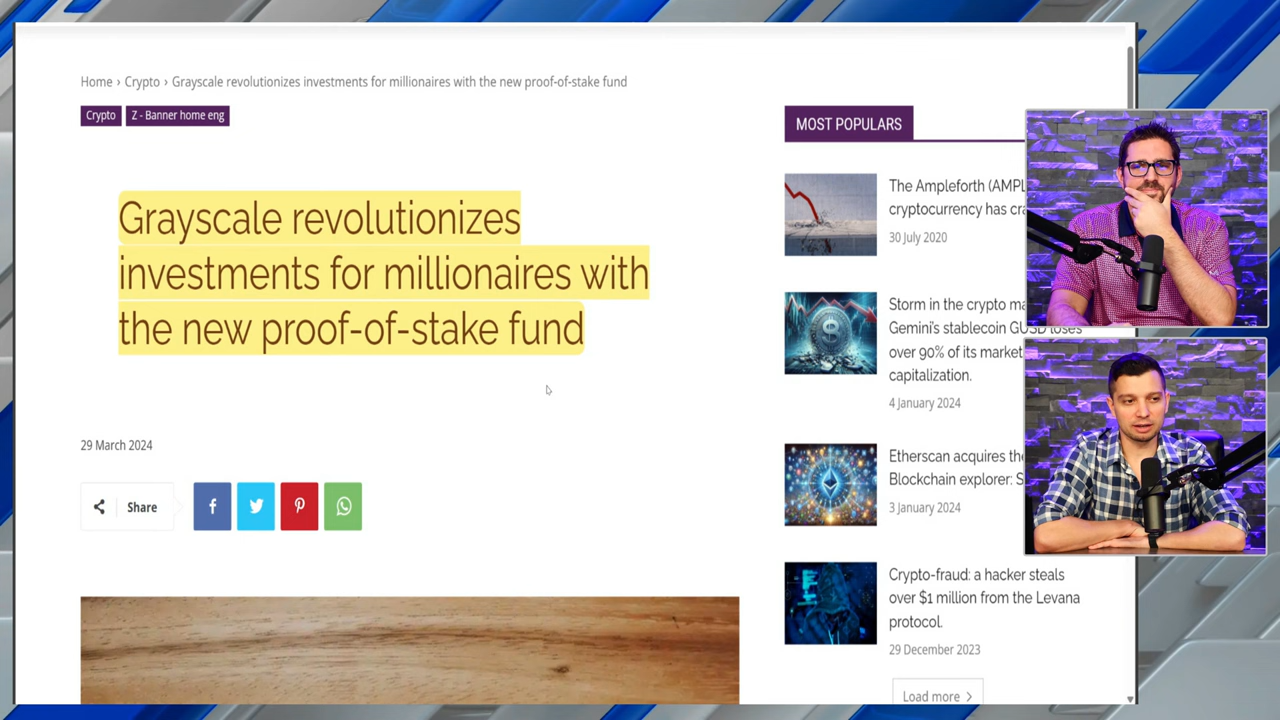 Home › Crypto › Grayscale revolutionizes investments for millionaires with the new proof-of-stake fund
Crypto
Z - Banner home eng
Grayscale revolutionizes
investments for millionaires with
the new proof-of-stake fund
29 March 2024
Share
MOST POPULARS
The Ampleforth (AMPL
cryptocurrency has cra
30 July 2020
Storm in the crypto ma
Gemini's stablecoin GUSD loses
over 90% of its market
capitalization.
4 January 2024
Etherscan acquires the
Blockchain explorer: S
3 January 2024
Crypto-fraud: a hacker steals
over $1 million from the Levana
protocol.
29 December 2023
Load more